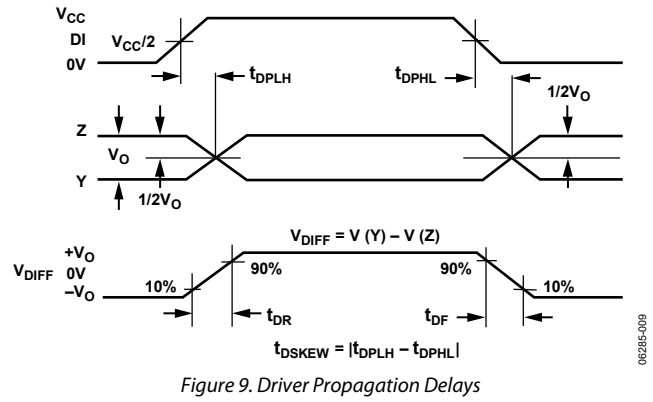 VCC
DI
VCC/2
0V
tDPLH
tDPHL
1/2VO
Z
VO
Y
1/2VO
VDIFF = V (Y) – V (Z)
+VO
VDIFF 0V
–VO
10%
90%
90%
10%
tDR
tDF
tDSKEW = |tDPLH – tDPHL|
06285-009
Figure 9. Driver Propagation Delays